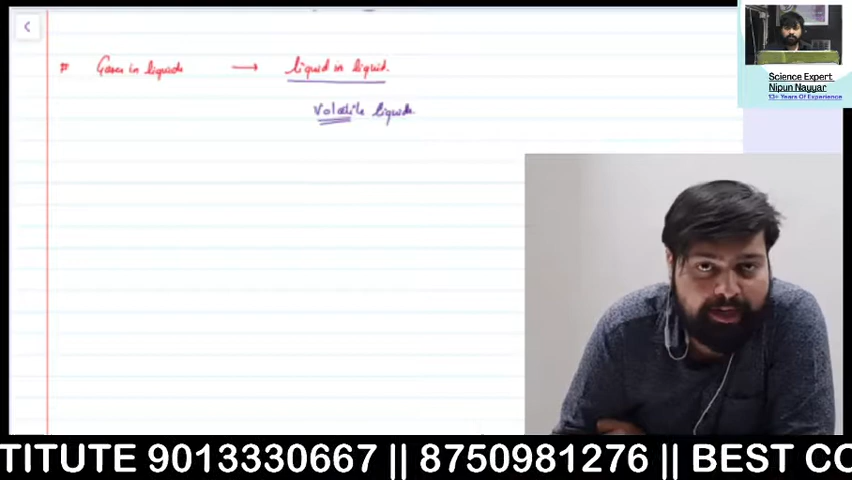 # Gases in liquids → liquid in liquid.
Volatile liquids
Science Expert
Nipun Nayyar
13+ Years Of Experience
TITUTE 9013330667 || 8750981276 || BEST CO